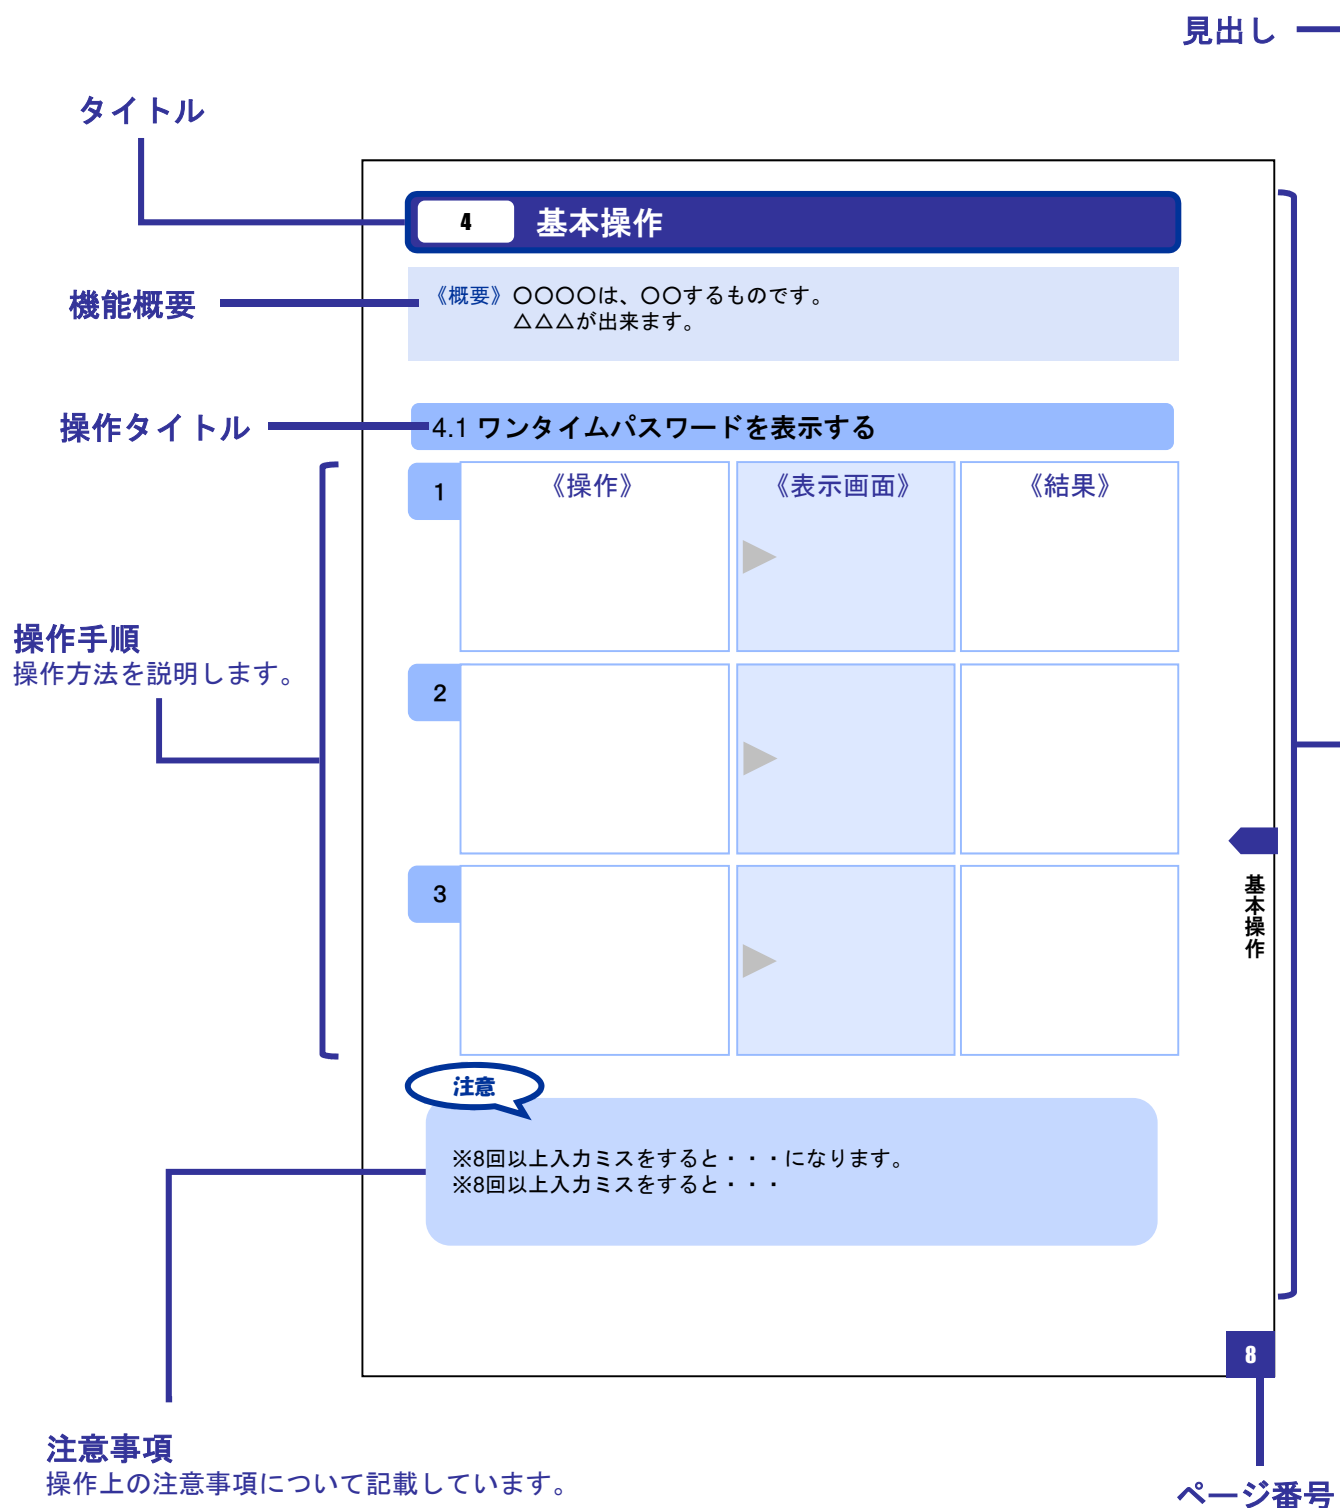 見出し
タイトル
4 基本操作
機能概要
《概要》〇〇〇〇は、〇〇するものです。
△△△が出来ます。
操作タイトル
4.1 ワンタイムパスワードを表示する
1 《操作》 《表示画面》 《結果》
操作手順
操作方法を説明します。
2
3
基本操作
注意
※8回以上入力ミスをすると・・・になります。
※8回以上入力ミスをすると・・・
8
注意事項
操作上の注意事項について記載しています。
ページ番号